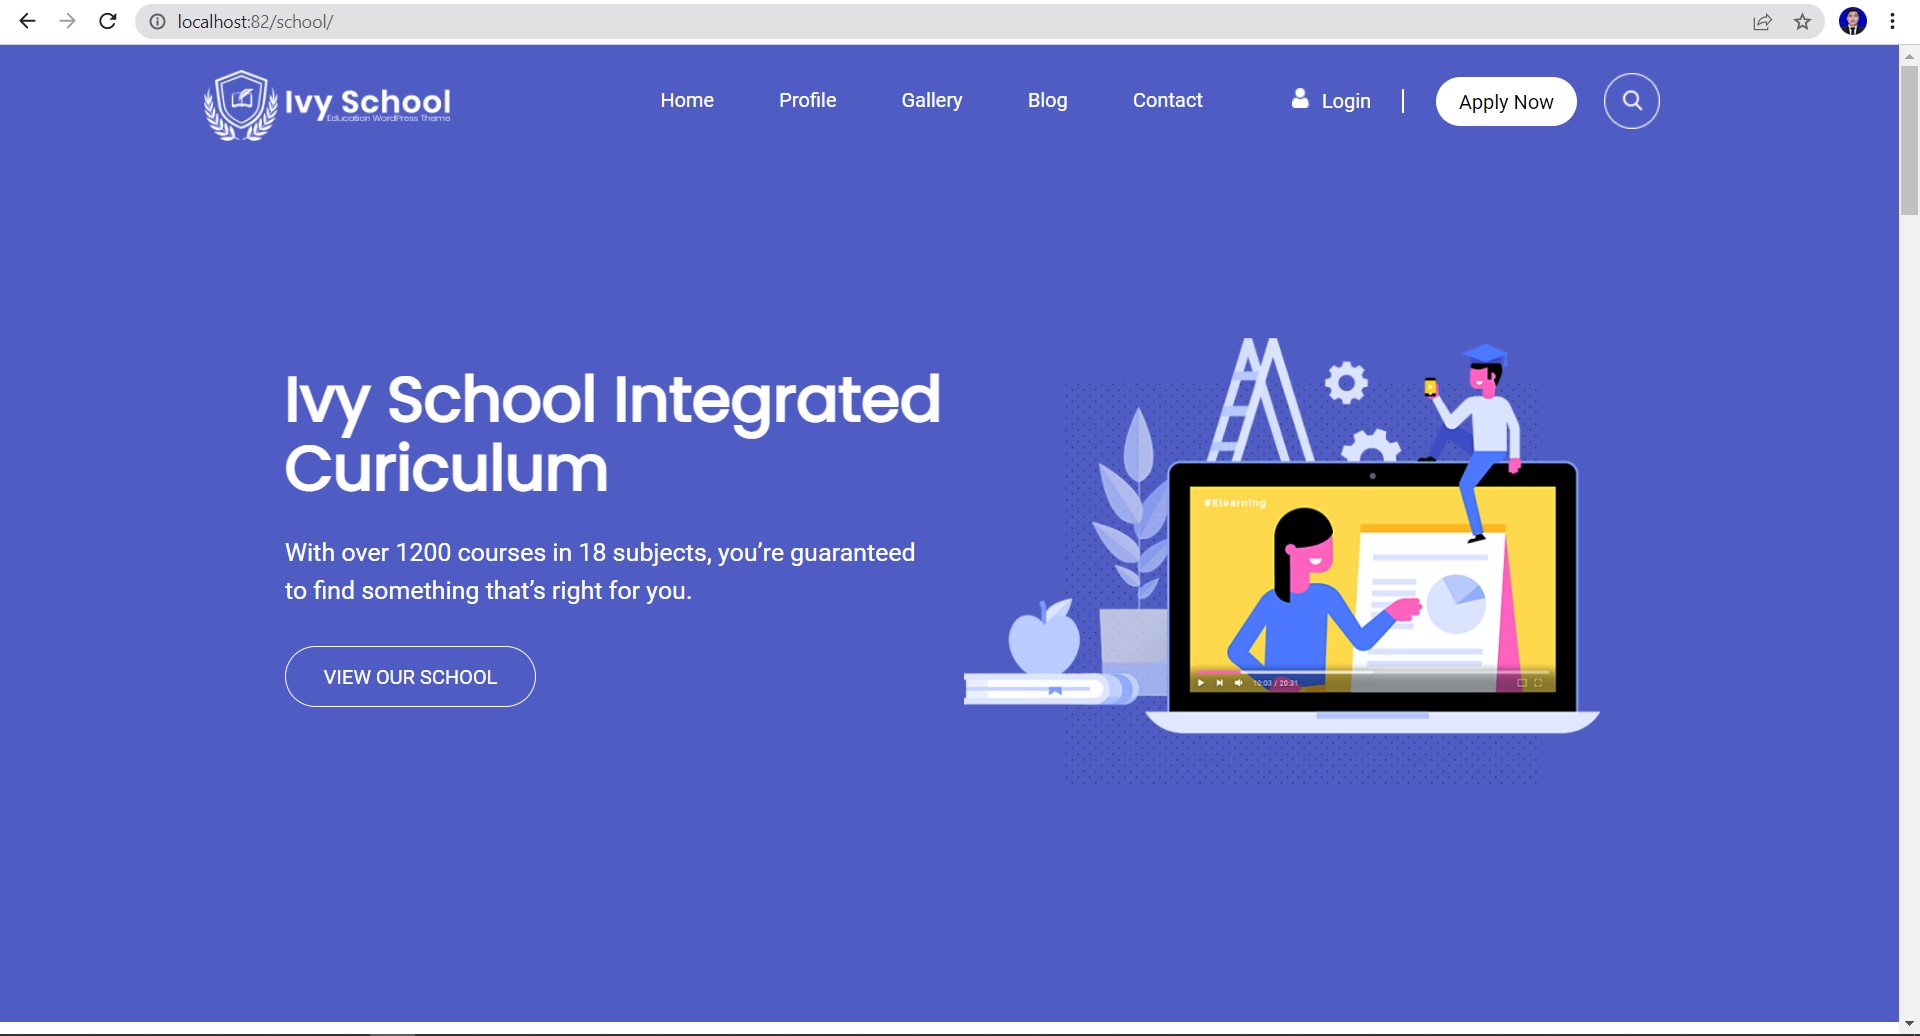 localhost:82/school/
Ivy School
Education WordPress Theme
Home Profile Gallery Blog Contact Login Apply Now
Ivy School Integrated
Curiculum
With over 1200 courses in 18 subjects, you’re guaranteed
to find something that’s right for you.
VIEW OUR SCHOOL
#Elearning
10:03 / 20:31